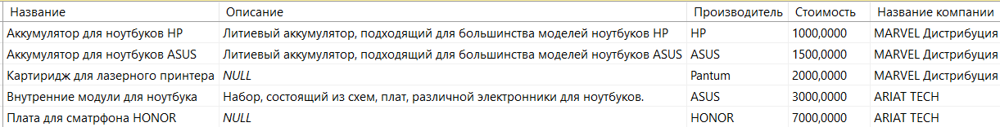 Название Описание Производитель Стоимость Название компании
Аккумулятор для ноутбуков HP Литиевый аккумулятор, подходящий для большинства моделей ноутбуков HP HP 1000,0000 MARVEL Дистрибуция
Аккумулятор для ноутбуков ASUS Литиевый аккумулятор, подходящий для большинства моделей ноутбуков ASUS ASUS 1500,0000 MARVEL Дистрибуция
Картиридж для лазерного принтера NULL Pantum 2000,0000 MARVEL Дистрибуция
Внутренние модули для ноутбука Набор, состоящий из схем, плат, различной электроники для ноутбуков. ASUS 3000,0000 ARIAT TECH
Плата для сматрфона HONOR NULL HONOR 7000,0000 ARIAT TECH